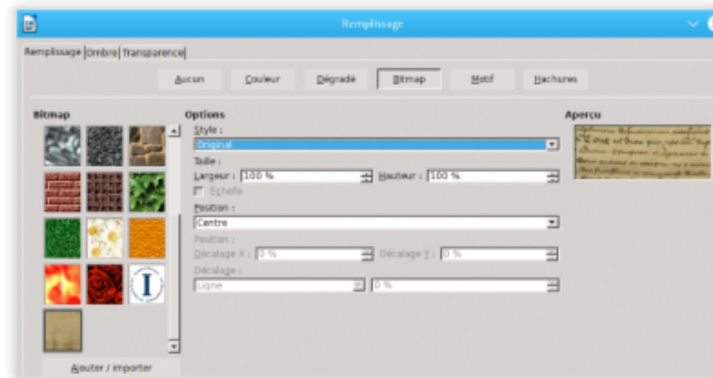 Remplissage
Remplissage Ombre Transparence
Aucun Couleur Dégradé Bitmap Motif Hachures
Bitmap Options Aperçu
Style :
Original
Taille :
Largeur : 100 % Hauteur : 100 %
Échelle
Position :
Centre
Position :
Décalage X : 0 % Décalage Y : 0 %
Décalage :
Ligne 0 %
I
Ajouter / importer